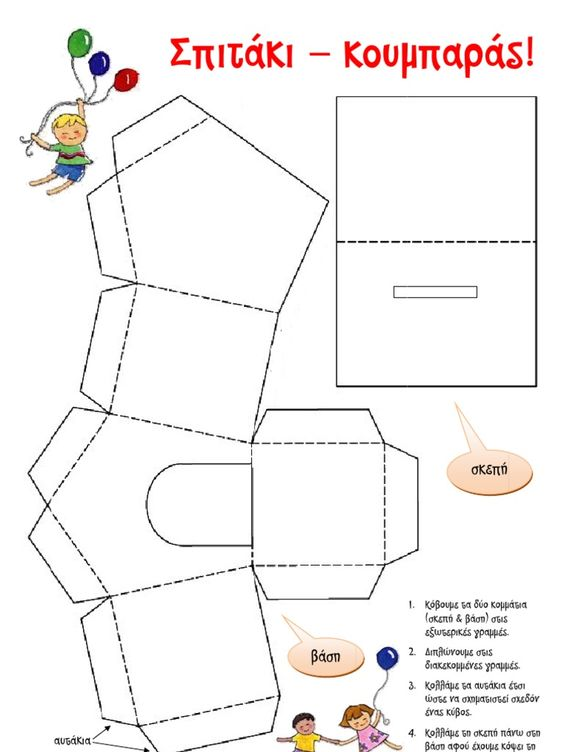 Σπιτάκι – κουμπαράς!
σκεπή
βάση
αυτάκια
1. Κόβουμε τα δύο κομμάτια
(σκεπή & βάση) στις
εξωτερικές γραμμές.
2. Διπλώνουμε στις
διακεκομμένες γραμμές.
3. Κολλάμε τα αυτάκια έτσι
ώστε να σχηματιστεί σχεδόν
ένας κύβος.
4. Κολλάμε τη σκεπή πάνω στη
βάση αφού έχουμε κόψει τη